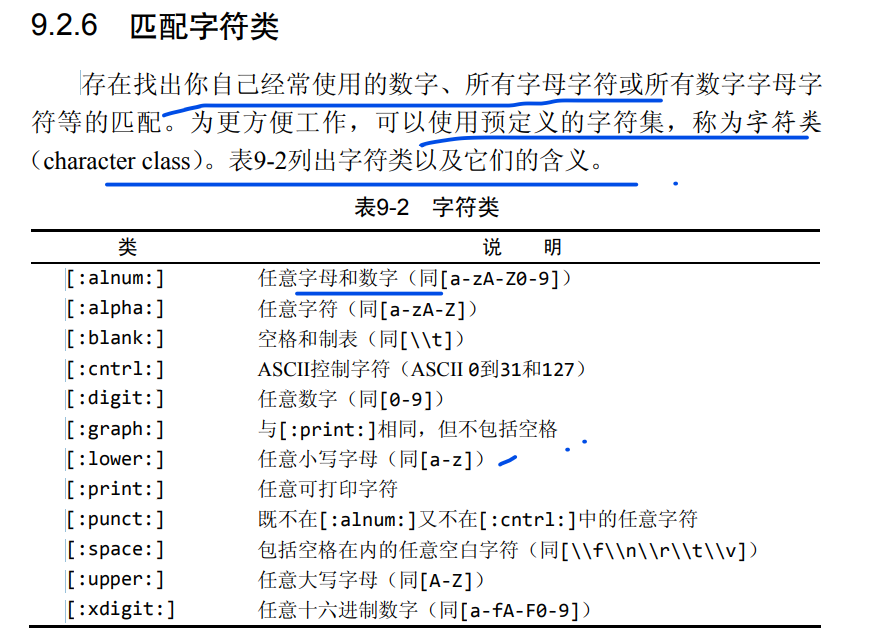 9.2.6 匹配字符类
存在找出你自己经常使用的数字、所有字母字符或所有数字字母字
符等的匹配。为更方便工作，可以使用预定义的字符集，称为字符类
（character class）。表9-2列出字符类以及它们的含义。
表9-2 字符类
类 说 明
[:alnum:] 任意字母和数字（同[a-zA-Z0-9]）
[:alpha:] 任意字符（同[a-zA-Z]）
[:blank:] 空格和制表（同[\\t]）
[:cntrl:] ASCII控制字符（ASCII 0到31和127）
[:digit:] 任意数字（同[0-9]）
[:graph:] 与[:print:]相同，但不包括空格
[:lower:] 任意小写字母（同[a-z]）
[:print:] 任意可打印字符
[:punct:] 既不在[:alnum:]又不在[:cntrl:]中的任意字符
[:space:] 包括空格在内的任意空白字符（同[\\f\\n\\r\\t\\v]）
[:upper:] 任意大写字母（同[A-Z]）
[:xdigit:] 任意十六进制数字（同[a-fA-F0-9]）